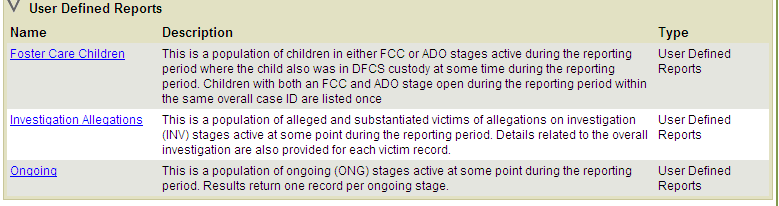 User Defined Reports
Name Description Type
Foster Care Children This is a population of children in either FCC or ADO stages active during the reporting User Defined
period where the child also was in DFCS custody at some time during the reporting Reports
period. Children with both an FCC and ADO stage open during the reporting period within
the same overall case ID are listed once
Investigation Allegations This is a population of alleged and substantiated victims of allegations on investigation User Defined
(INV) stages active at some point during the reporting period. Details related to the overall Reports
investigation are also provided for each victim record.
Ongoing This is a population of ongoing (ONG) stages active at some point during the reporting User Defined
period. Results return one record per ongoing stage. Reports